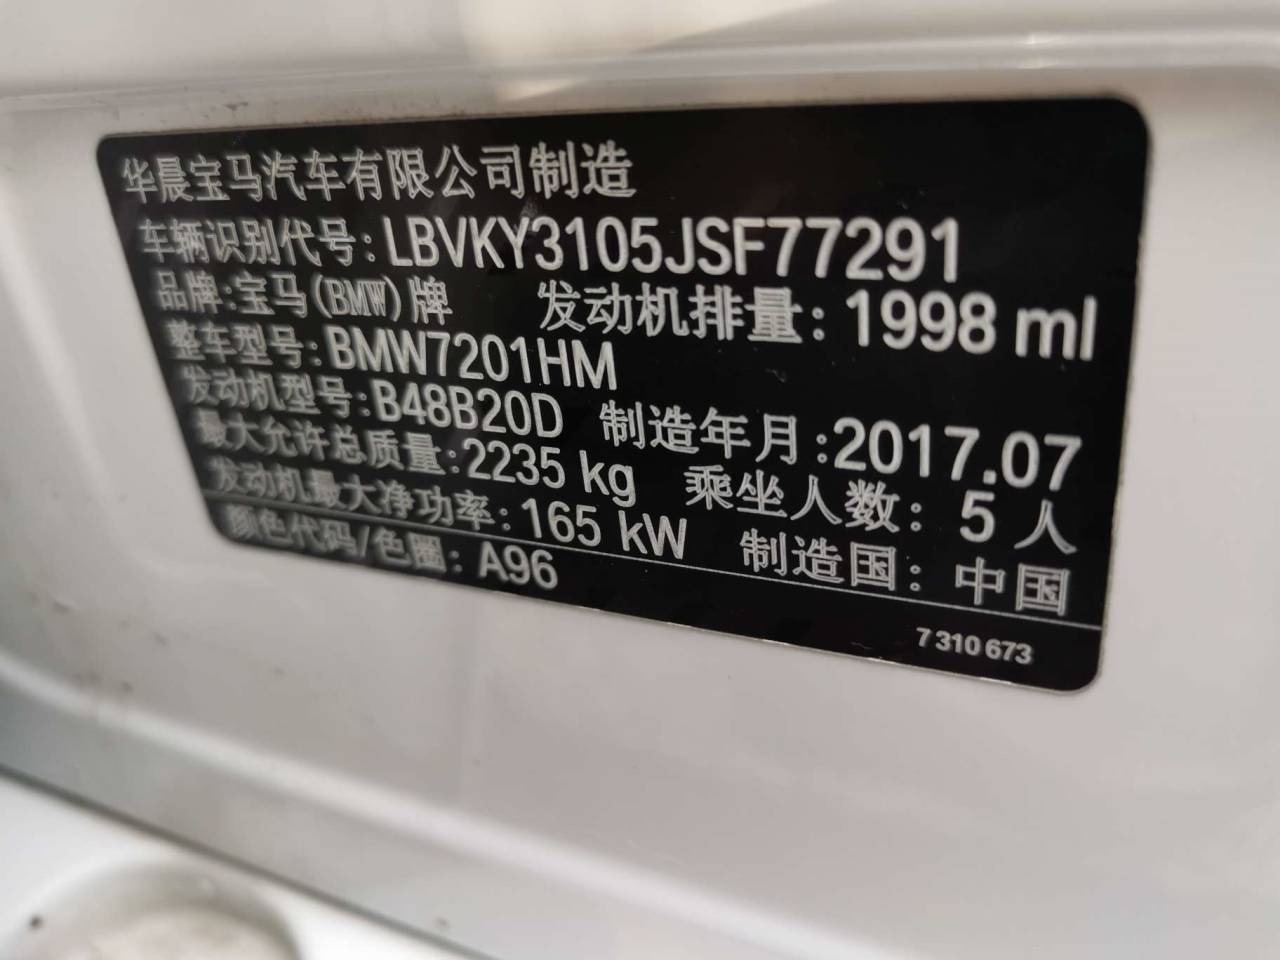 华晨宝马汽车有限公司制造
车辆识别代号: LBVKY3105JSF77291
品牌:宝马(BMW)牌 发动机排量: 1998 ml
整车型号: BMW7201HM
发动机型号: B48B20D 制造年月: 2017.07
最大允许总质量: 2235 kg 乘坐人数: 5 人
发动机最大净功率: 165 kW 制造国: 中国
颜色代码/色圈: A96
7 310 673